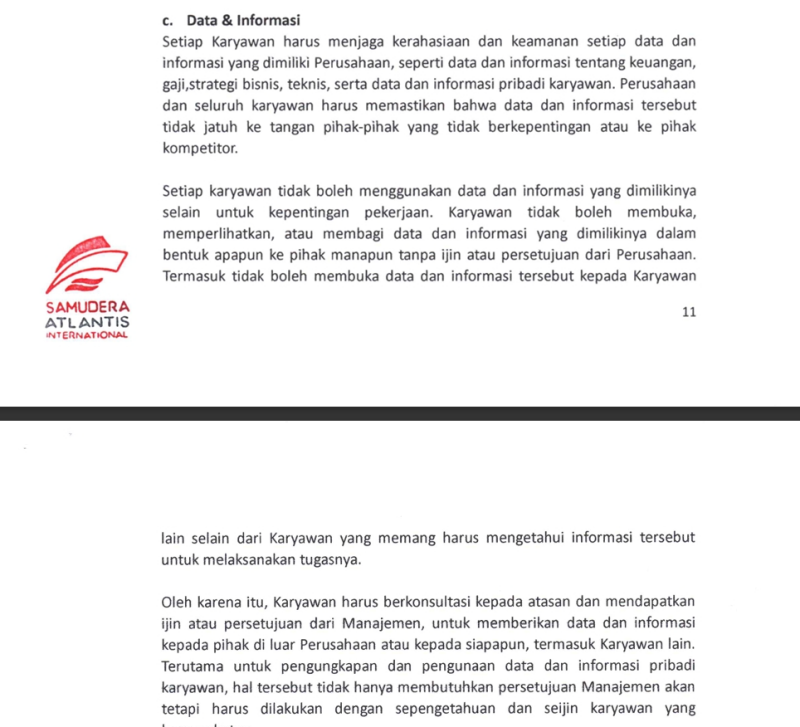 c. Data & Informasi
Setiap Karyawan harus menjaga kerahasiaan dan keamanan setiap data dan
informasi yang dimiliki Perusahaan, seperti data dan informasi tentang keuangan,
gaji,strategi bisnis, teknis, serta data dan informasi pribadi karyawan. Perusahaan
dan seluruh karyawan harus memastikan bahwa data dan informasi tersebut
tidak jatuh ke tangan pihak-pihak yang tidak berkepentingan atau ke pihak
kompetitor.
Setiap karyawan tidak boleh menggunakan data dan informasi yang dimilikinya
selain untuk kepentingan pekerjaan. Karyawan tidak boleh membuka,
memperlihatkan, atau membagi data dan informasi yang dimilikinya dalam
bentuk apapun ke pihak manapun tanpa ijin atau persetujuan dari Perusahaan.
Termasuk tidak boleh membuka data dan informasi tersebut kepada Karyawan
SAMUDERA
ATLANTIS
INTERNATIONAL
11
lain selain dari Karyawan yang memang harus mengetahui informasi tersebut
untuk melaksanakan tugasnya.
Oleh karena itu, Karyawan harus berkonsultasi kepada atasan dan mendapatkan
ijin atau persetujuan dari Manajemen, untuk memberikan data dan informasi
kepada pihak di luar Perusahaan atau kepada siapapun, termasuk Karyawan lain.
Terutama untuk pengungkapan dan pengunaan data dan informasi pribadi
karyawan, hal tersebut tidak hanya membutuhkan persetujuan Manajemen akan
tetapi harus dilakukan dengan sepengetahuan dan seijin karyawan yang